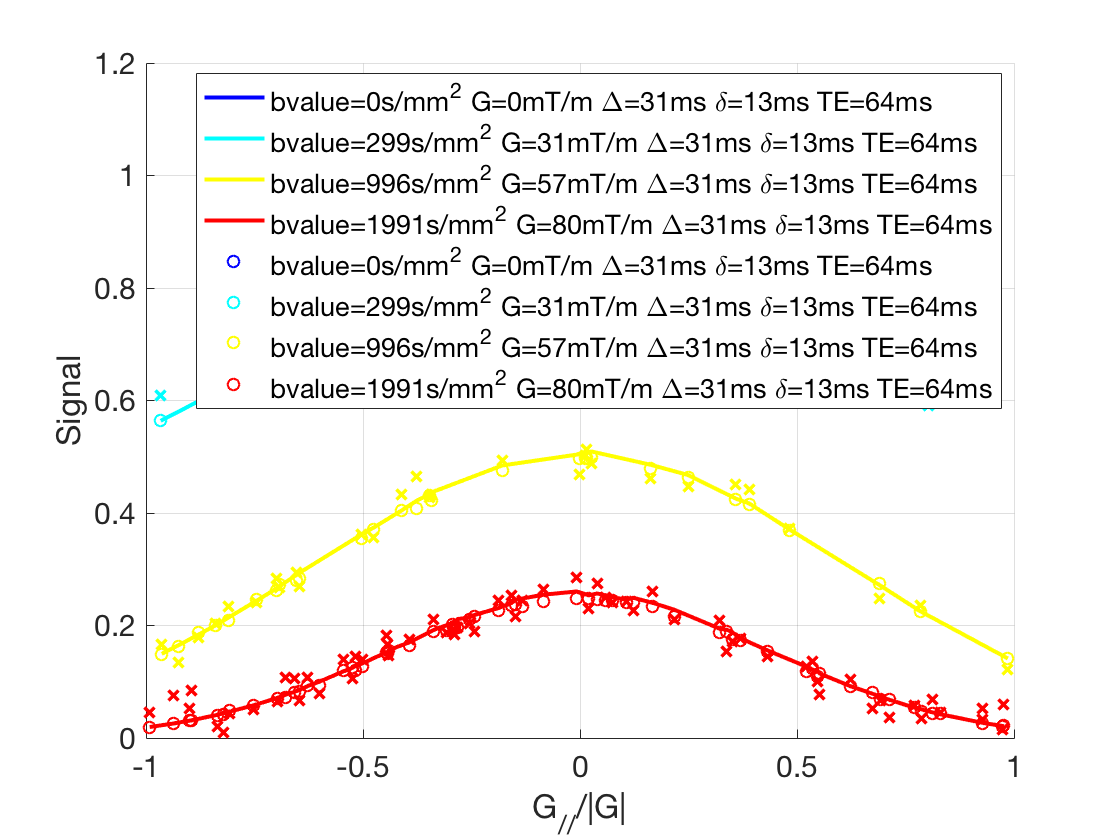 1.2
bvalue=0s/mm² G=0mT/m Δ=31ms δ=13ms TE=64ms
bvalue=299s/mm² G=31mT/m Δ=31ms δ=13ms TE=64ms
1
bvalue=996s/mm² G=57mT/m Δ=31ms δ=13ms TE=64ms
bvalue=1991s/mm² G=80mT/m Δ=31ms δ=13ms TE=64ms
bvalue=0s/mm² G=0mT/m Δ=31ms δ=13ms TE=64ms
0.8
bvalue=299s/mm² G=31mT/m Δ=31ms δ=13ms TE=64ms
bvalue=996s/mm² G=57mT/m Δ=31ms δ=13ms TE=64ms
bvalue=1991s/mm² G=80mT/m Δ=31ms δ=13ms TE=64ms
0.6
Signal
0.4
0.2
0
-1 -0.5 0 0.5 1
G_{//}/|G|